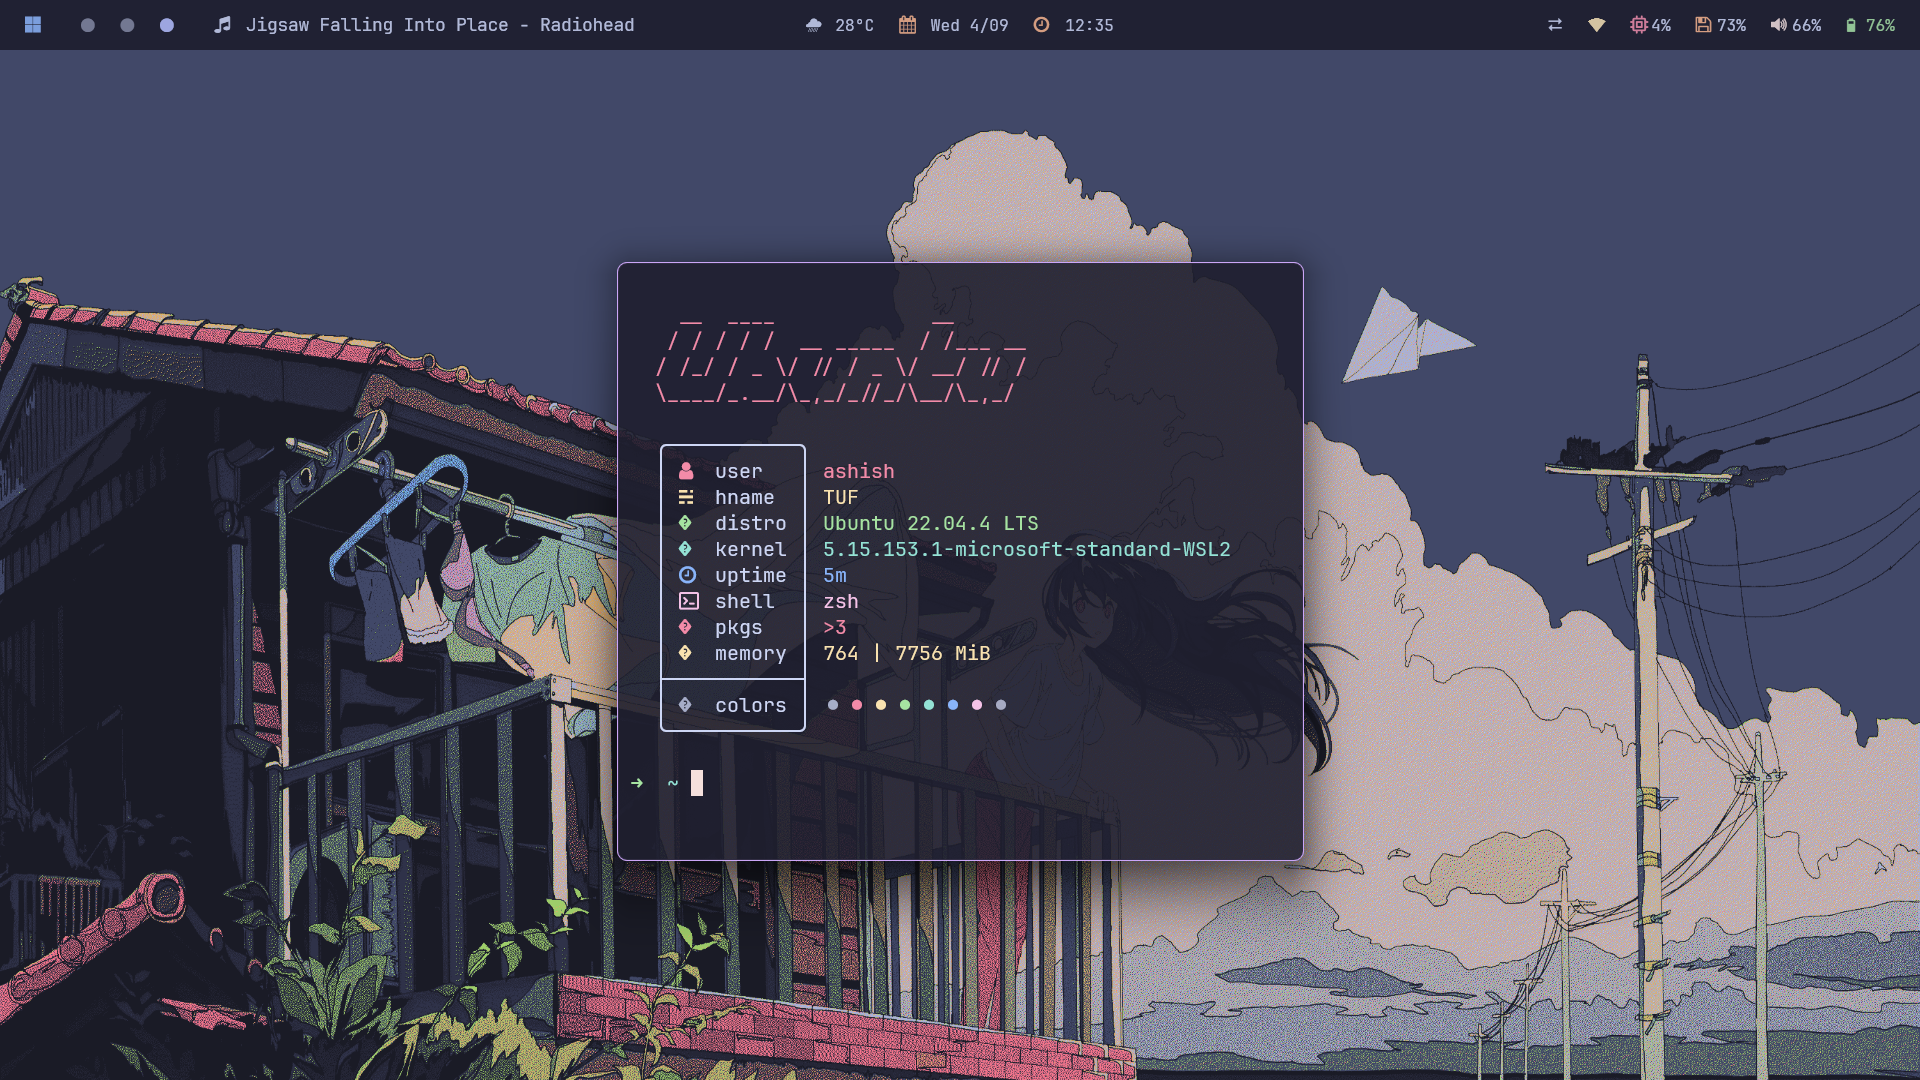 Jigsaw Falling Into Place - Radiohead
28°C Wed 4/09 12:35
4% 73% 66% 76%
Ubuntu
user ashish
hname TUF
distro Ubuntu 22.04.4 LTS
kernel 5.15.153.1-microsoft-standard-WSL2
uptime 5m
shell zsh
pkgs >3
memory 764 | 7756 MiB
colors
➜ ~